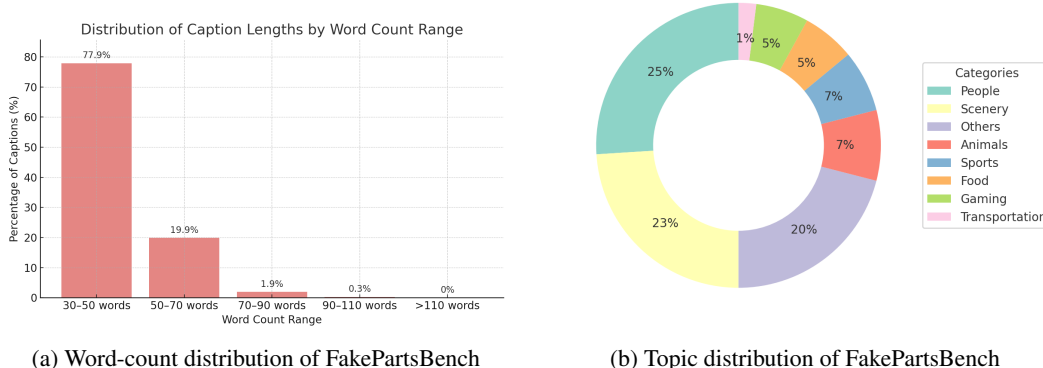 Distribution of Caption Lengths by Word Count Range
Percentage of Captions (%)
80
70
60
50
40
30
20
10
0
77.9%
19.9%
1.9%
0.3%
0%
30–50 words
50–70 words
70–90 words
90–110 words
>110 words
Word Count Range
(a) Word-count distribution of FakePartsBench
1%
5%
5%
7%
7%
20%
23%
25%
Categories
People
Scenery
Others
Animals
Sports
Food
Gaming
Transportation
(b) Topic distribution of FakePartsBench